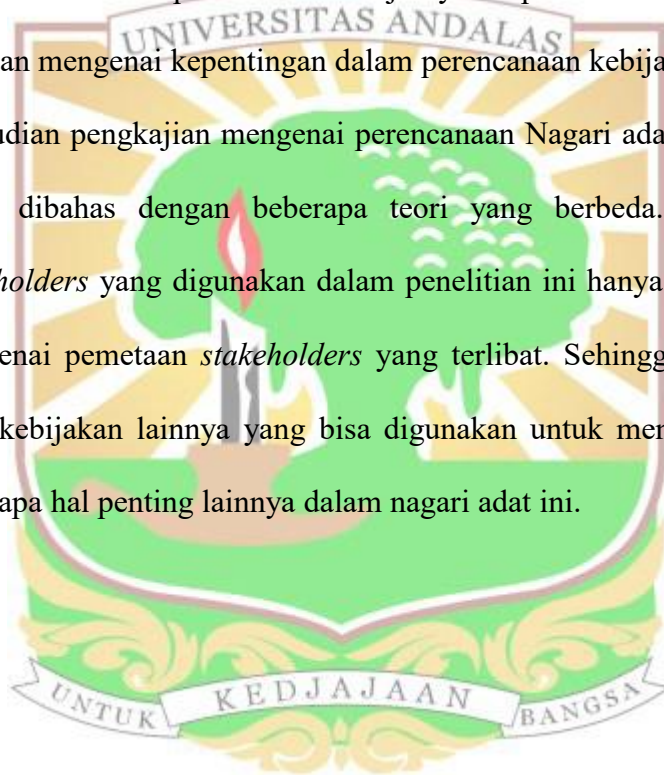 UNIVERSITAS ANDALAS
an mengenai kepentingan dalam perencanaan kebija
udian pengkajian mengenai perencanaan Nagari ada
dibahas dengan beberapa teori yang berbeda.
holders yang digunakan dalam penelitian ini hanya
enai pemetaan stakeholders yang terlibat. Sehingg
kebijakan lainnya yang bisa digunakan untuk men
apa hal penting lainnya dalam nagari adat ini.
UNTUK KEDJAJAAN BANGSA